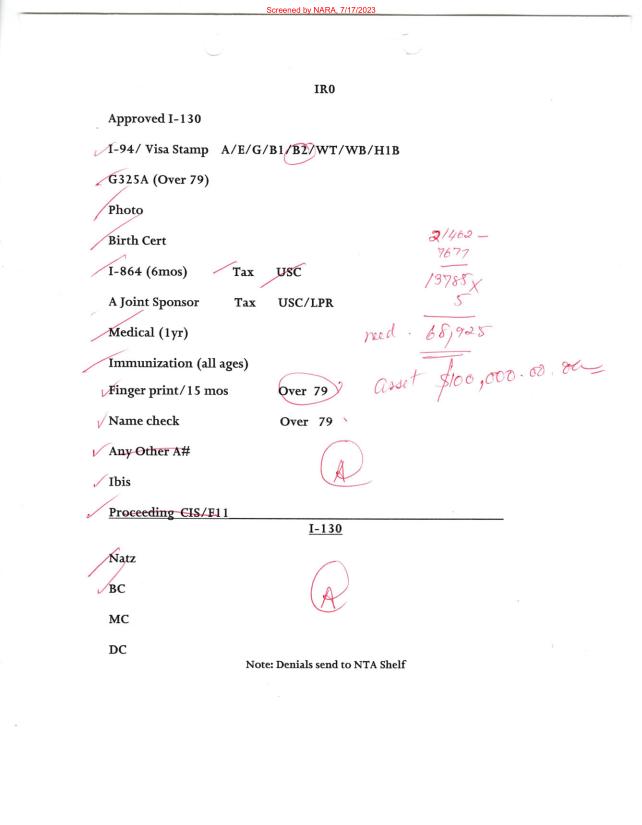 Screened by NARA, 7/17/2023
IR0
Approved I-130
I-94/ Visa Stamp A/E/G/B1/B2/WT/WB/H1B
G325A (Over 79)
Photo
Birth Cert
21462 -
7677
I-864 (6mos) Tax USC
13785 x
5
A Joint Sponsor Tax USC/LPR
Medical (1yr)
need. 68,925
Immunization (all ages)
Finger print/15 mos Over 79
asset $100,000.00.
Name check Over 79
Any Other A#
A
Ibis
Proceeding CIS/F11
I-130
Natz
BC
A
MC
DC
Note: Denials send to NTA Shelf